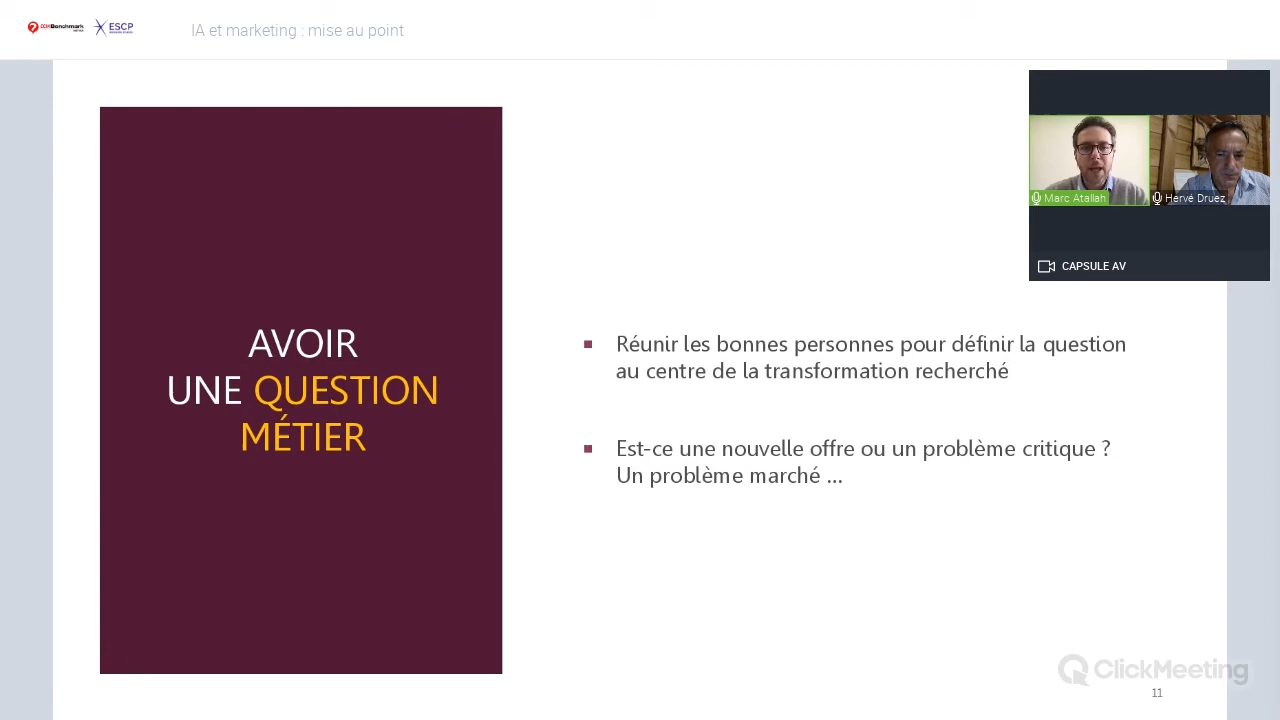 ESCP
IA et marketing : mise au point
AVOIR
UNE QUESTION
MÉTIER
Réunir les bonnes personnes pour définir la question
au centre de la transformation recherché
Est-ce une nouvelle offre ou un problème critique ?
Un problème marché ...
Marc Atallah
Hervé Druez
CAPSULE AV
ClickMeeting
11